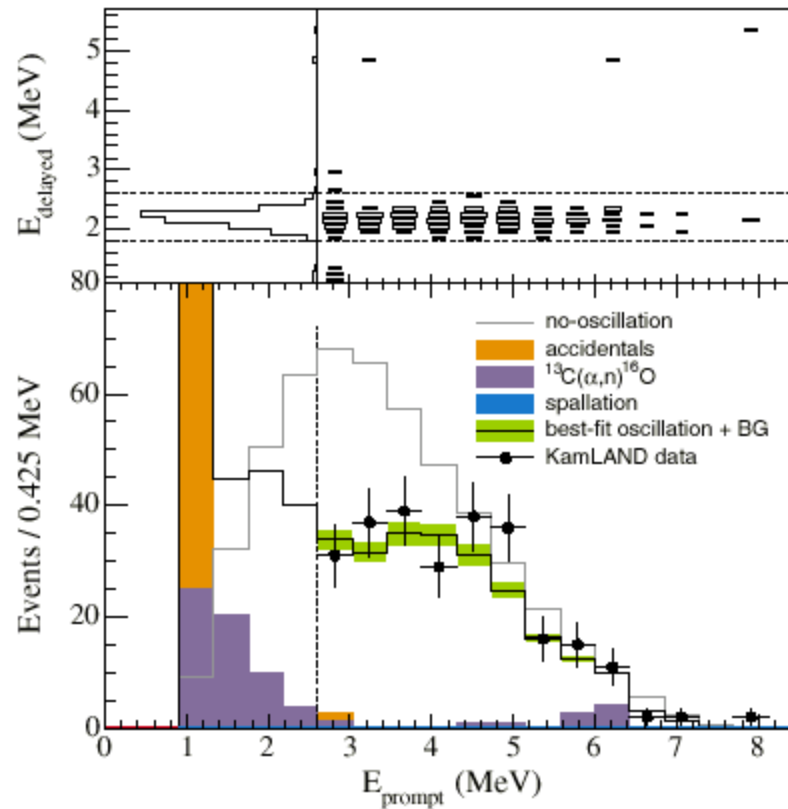 E_delayed (MeV)
5
4
3
2
80
60
40
20
0
Events / 0.425 MeV
no-oscillation
accidentals
¹³C(α,n)¹⁶O
spallation
best-fit oscillation + BG
KamLAND data
0 1 2 3 4 5 6 7 8
E_prompt (MeV)